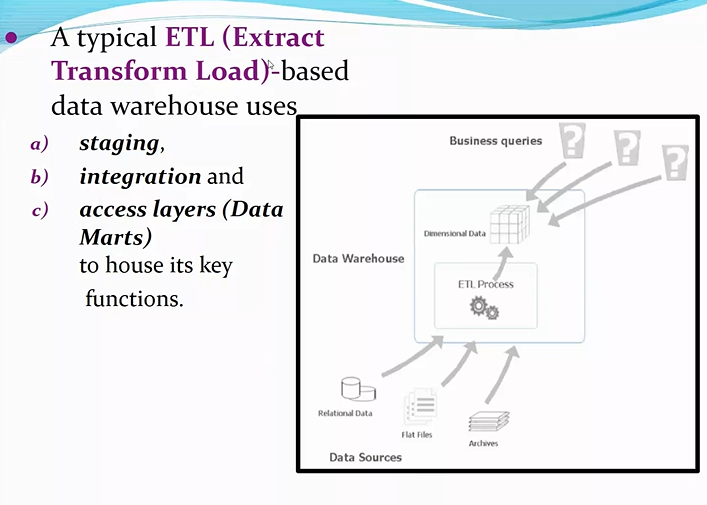 A typical ETL (Extract
Transform Load)-based
data warehouse uses
a) staging,
b) integration and
c) access layers (Data
Marts)
to house its key
functions.
Business queries
? ? ?
Dimensional Data
Data Warehouse
ETL Process
Relational Data
Flat Files
Archives
Data Sources